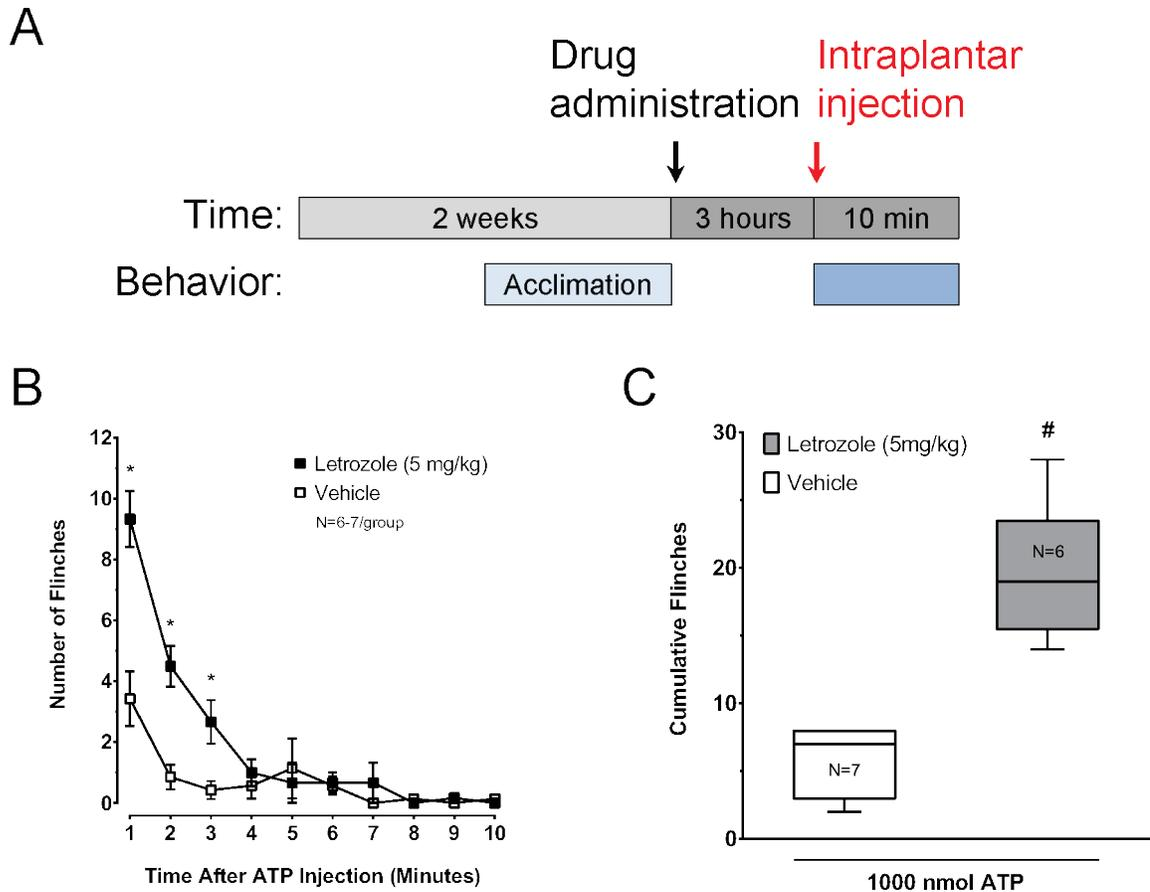 A
Drug
administration
Intraplantar
injection
Time:
2 weeks
3 hours
10 min
Behavior:
Acclimation
B
Number of Flinches
12
10
8
6
4
2
0
*
*
*
Letrozole (5 mg/kg)
Vehicle
N=6-7/group
1 2 3 4 5 6 7 8 9 10
Time After ATP Injection (Minutes)
C
Cumulative Flinches
30
20
10
0
Letrozole (5mg/kg)
Vehicle
#
N=6
N=7
1000 nmol ATP